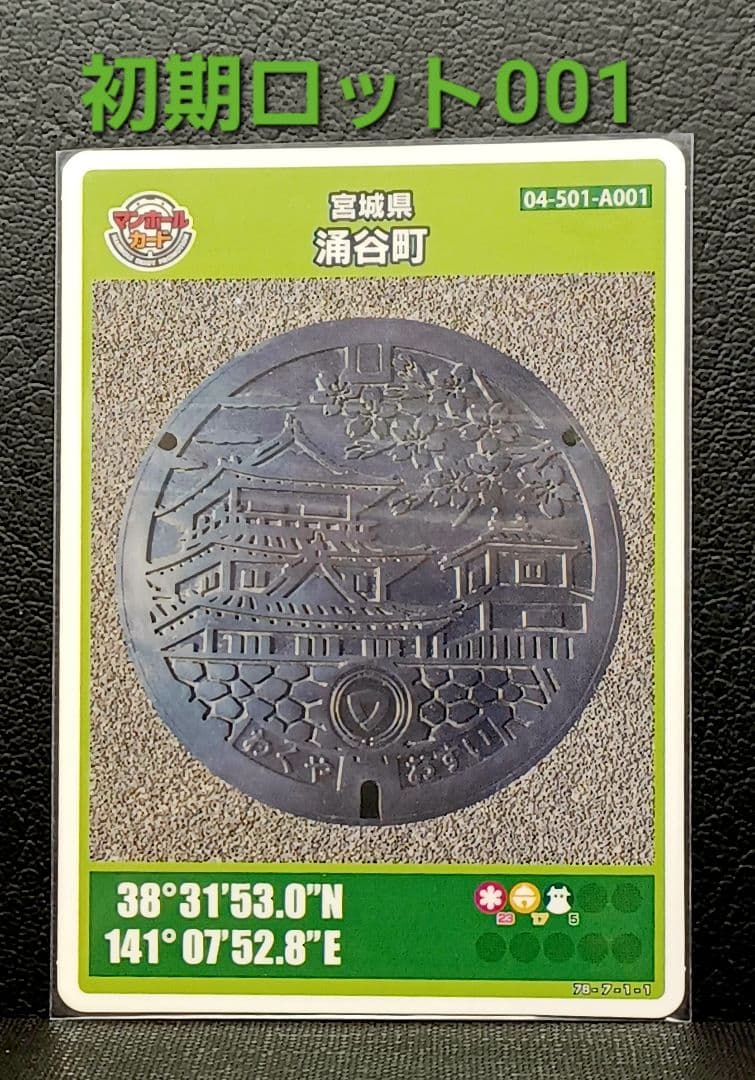 初期ロット001
マンホール
カード
宮城県
涌谷町
04-501-A001
わくや おすい
38°31'53.0"N
141°07'52.8"E
23 17 5
78-7-1-1